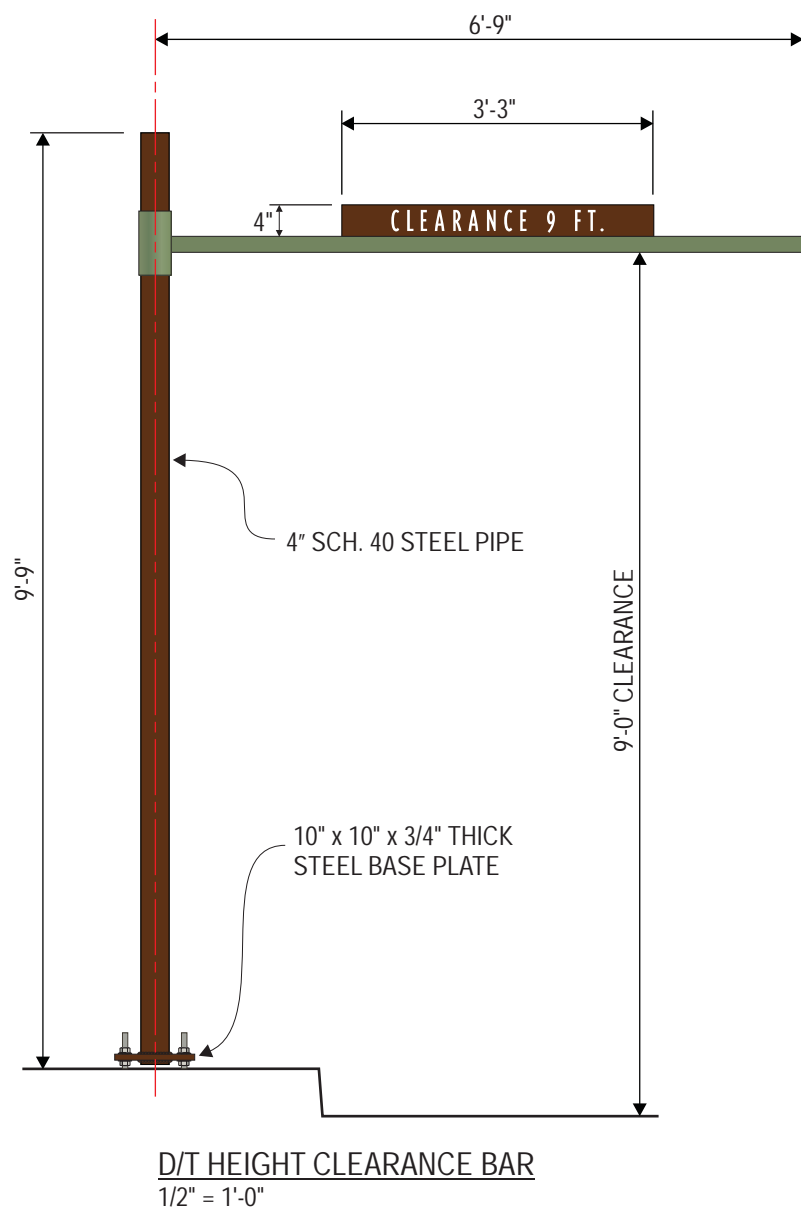 6'-9"
3'-3"
4"
CLEARANCE 9 FT.
4" SCH. 40 STEEL PIPE
9'-9"
9'-0" CLEARANCE
10" x 10" x 3/4" THICK
STEEL BASE PLATE
D/T HEIGHT CLEARANCE BAR
1/2" = 1'-0"